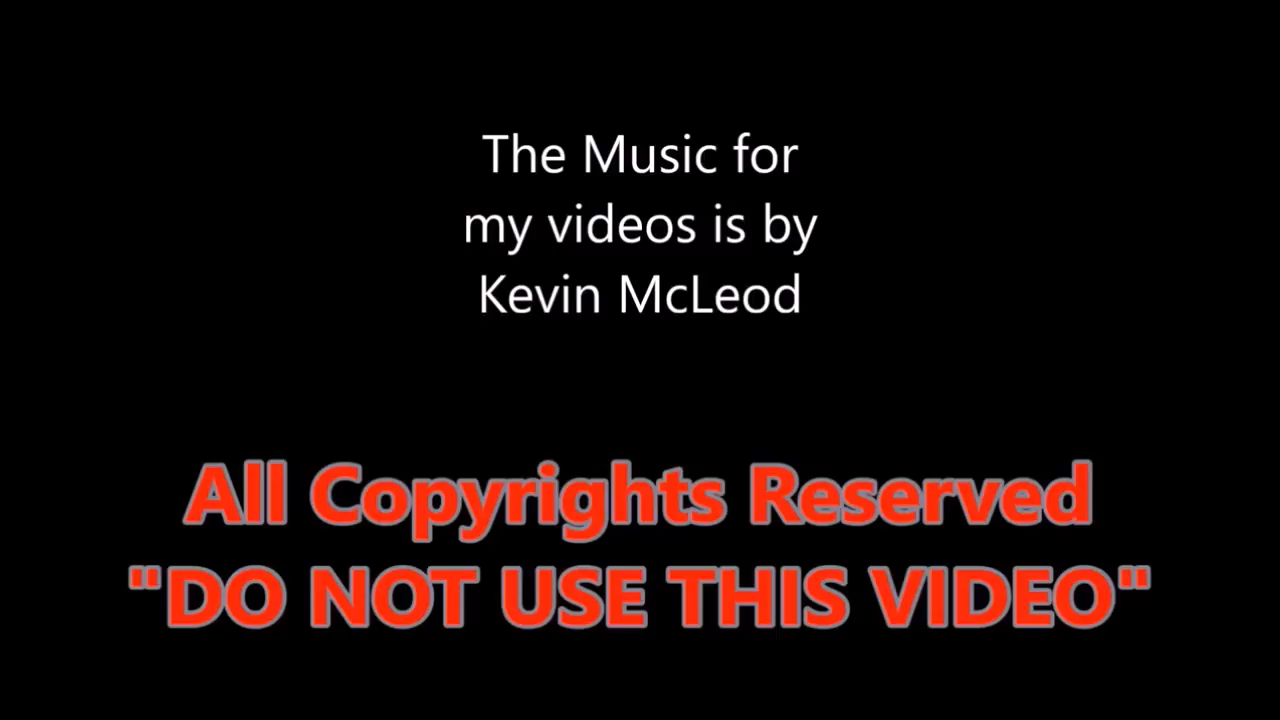 The Music for
my videos is by
Kevin McLeod
All Copyrights Reserved
"DO NOT USE THIS VIDEO"